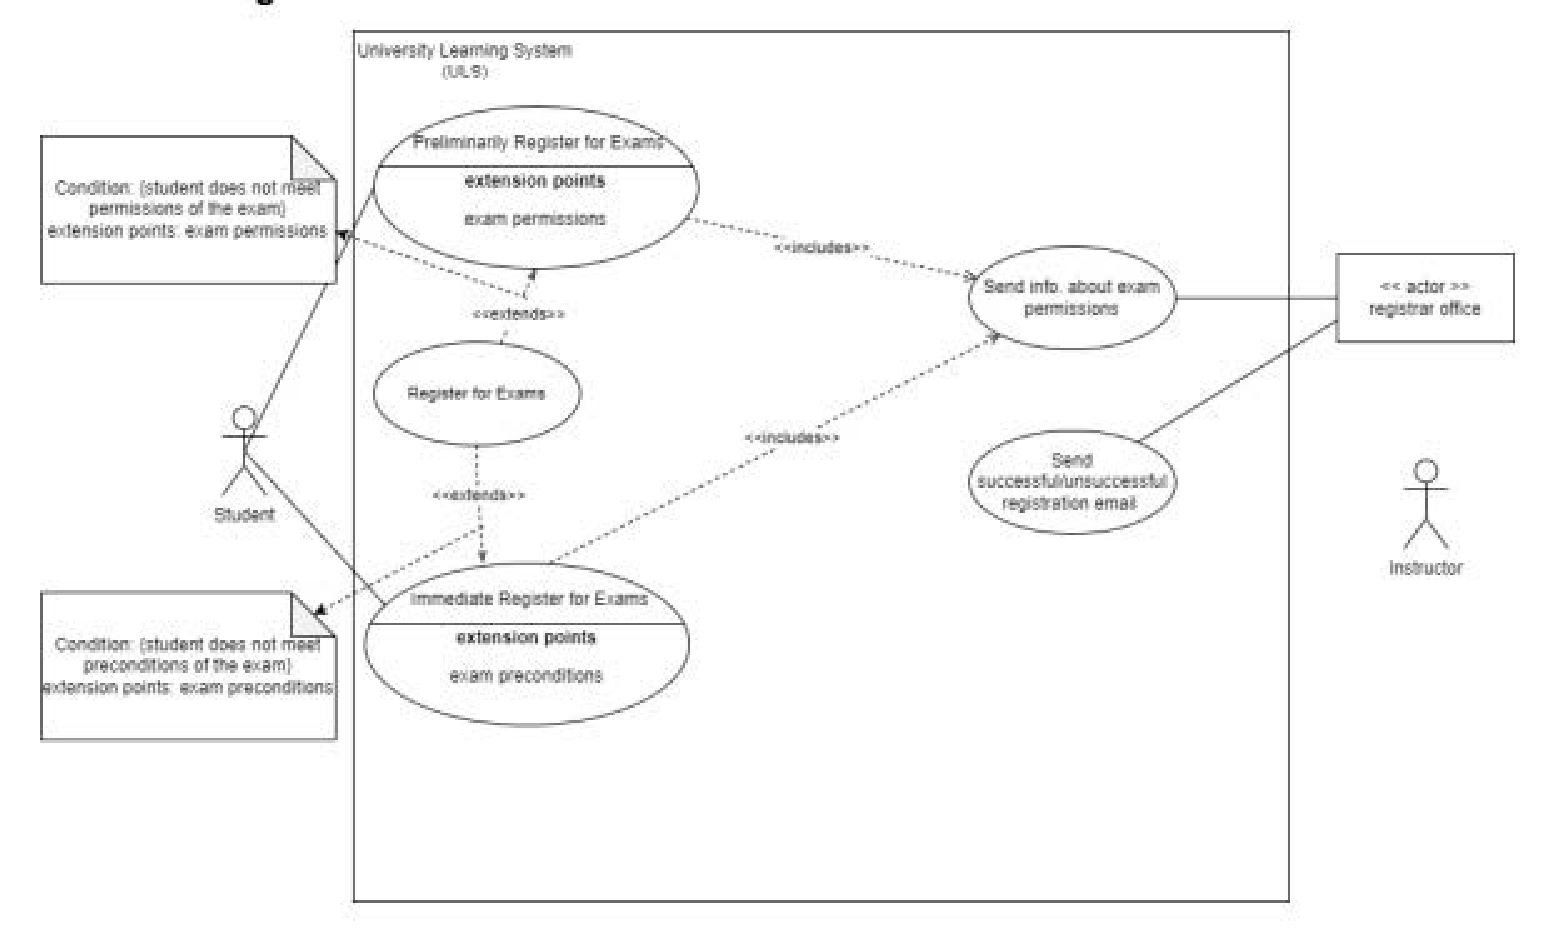 University Learning System
(ULS)
Preliminarily Register for Exams
extension points
exam permissions
Condition: {student does not meet
permissions of the exam}
extension points: exam permissions
<<includes>>
Send info. about exam
permissions
<< actor >>
registrar office
<<extends>>
Register for Exams
<<includes>>
Send
successful/unsuccessful
registration email
<<extends>>
Student
Instructor
Immediate Register for Exams
extension points
exam preconditions
Condition: {student does not meet
preconditions of the exam}
extension points: exam preconditions